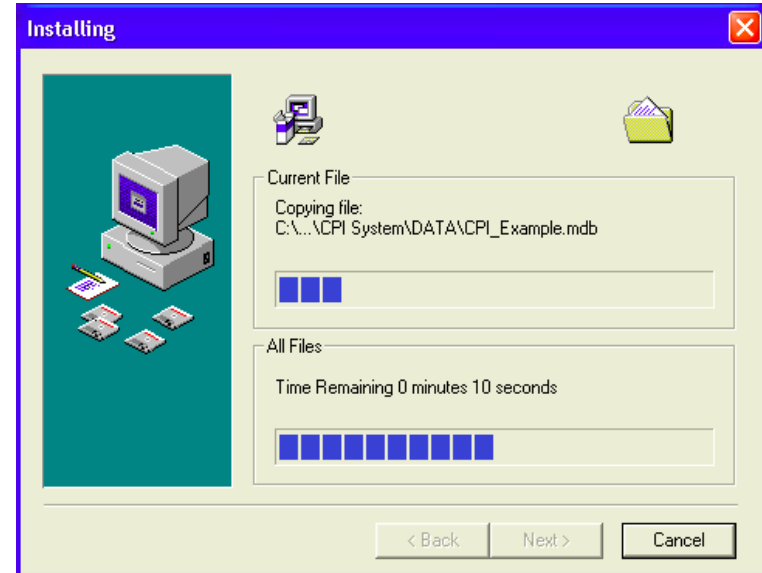 Installing
Current File
Copying file:
C:\...\CPI System\DATA\CPI_Example.mdb
All Files
Time Remaining 0 minutes 10 seconds
< Back Next > Cancel